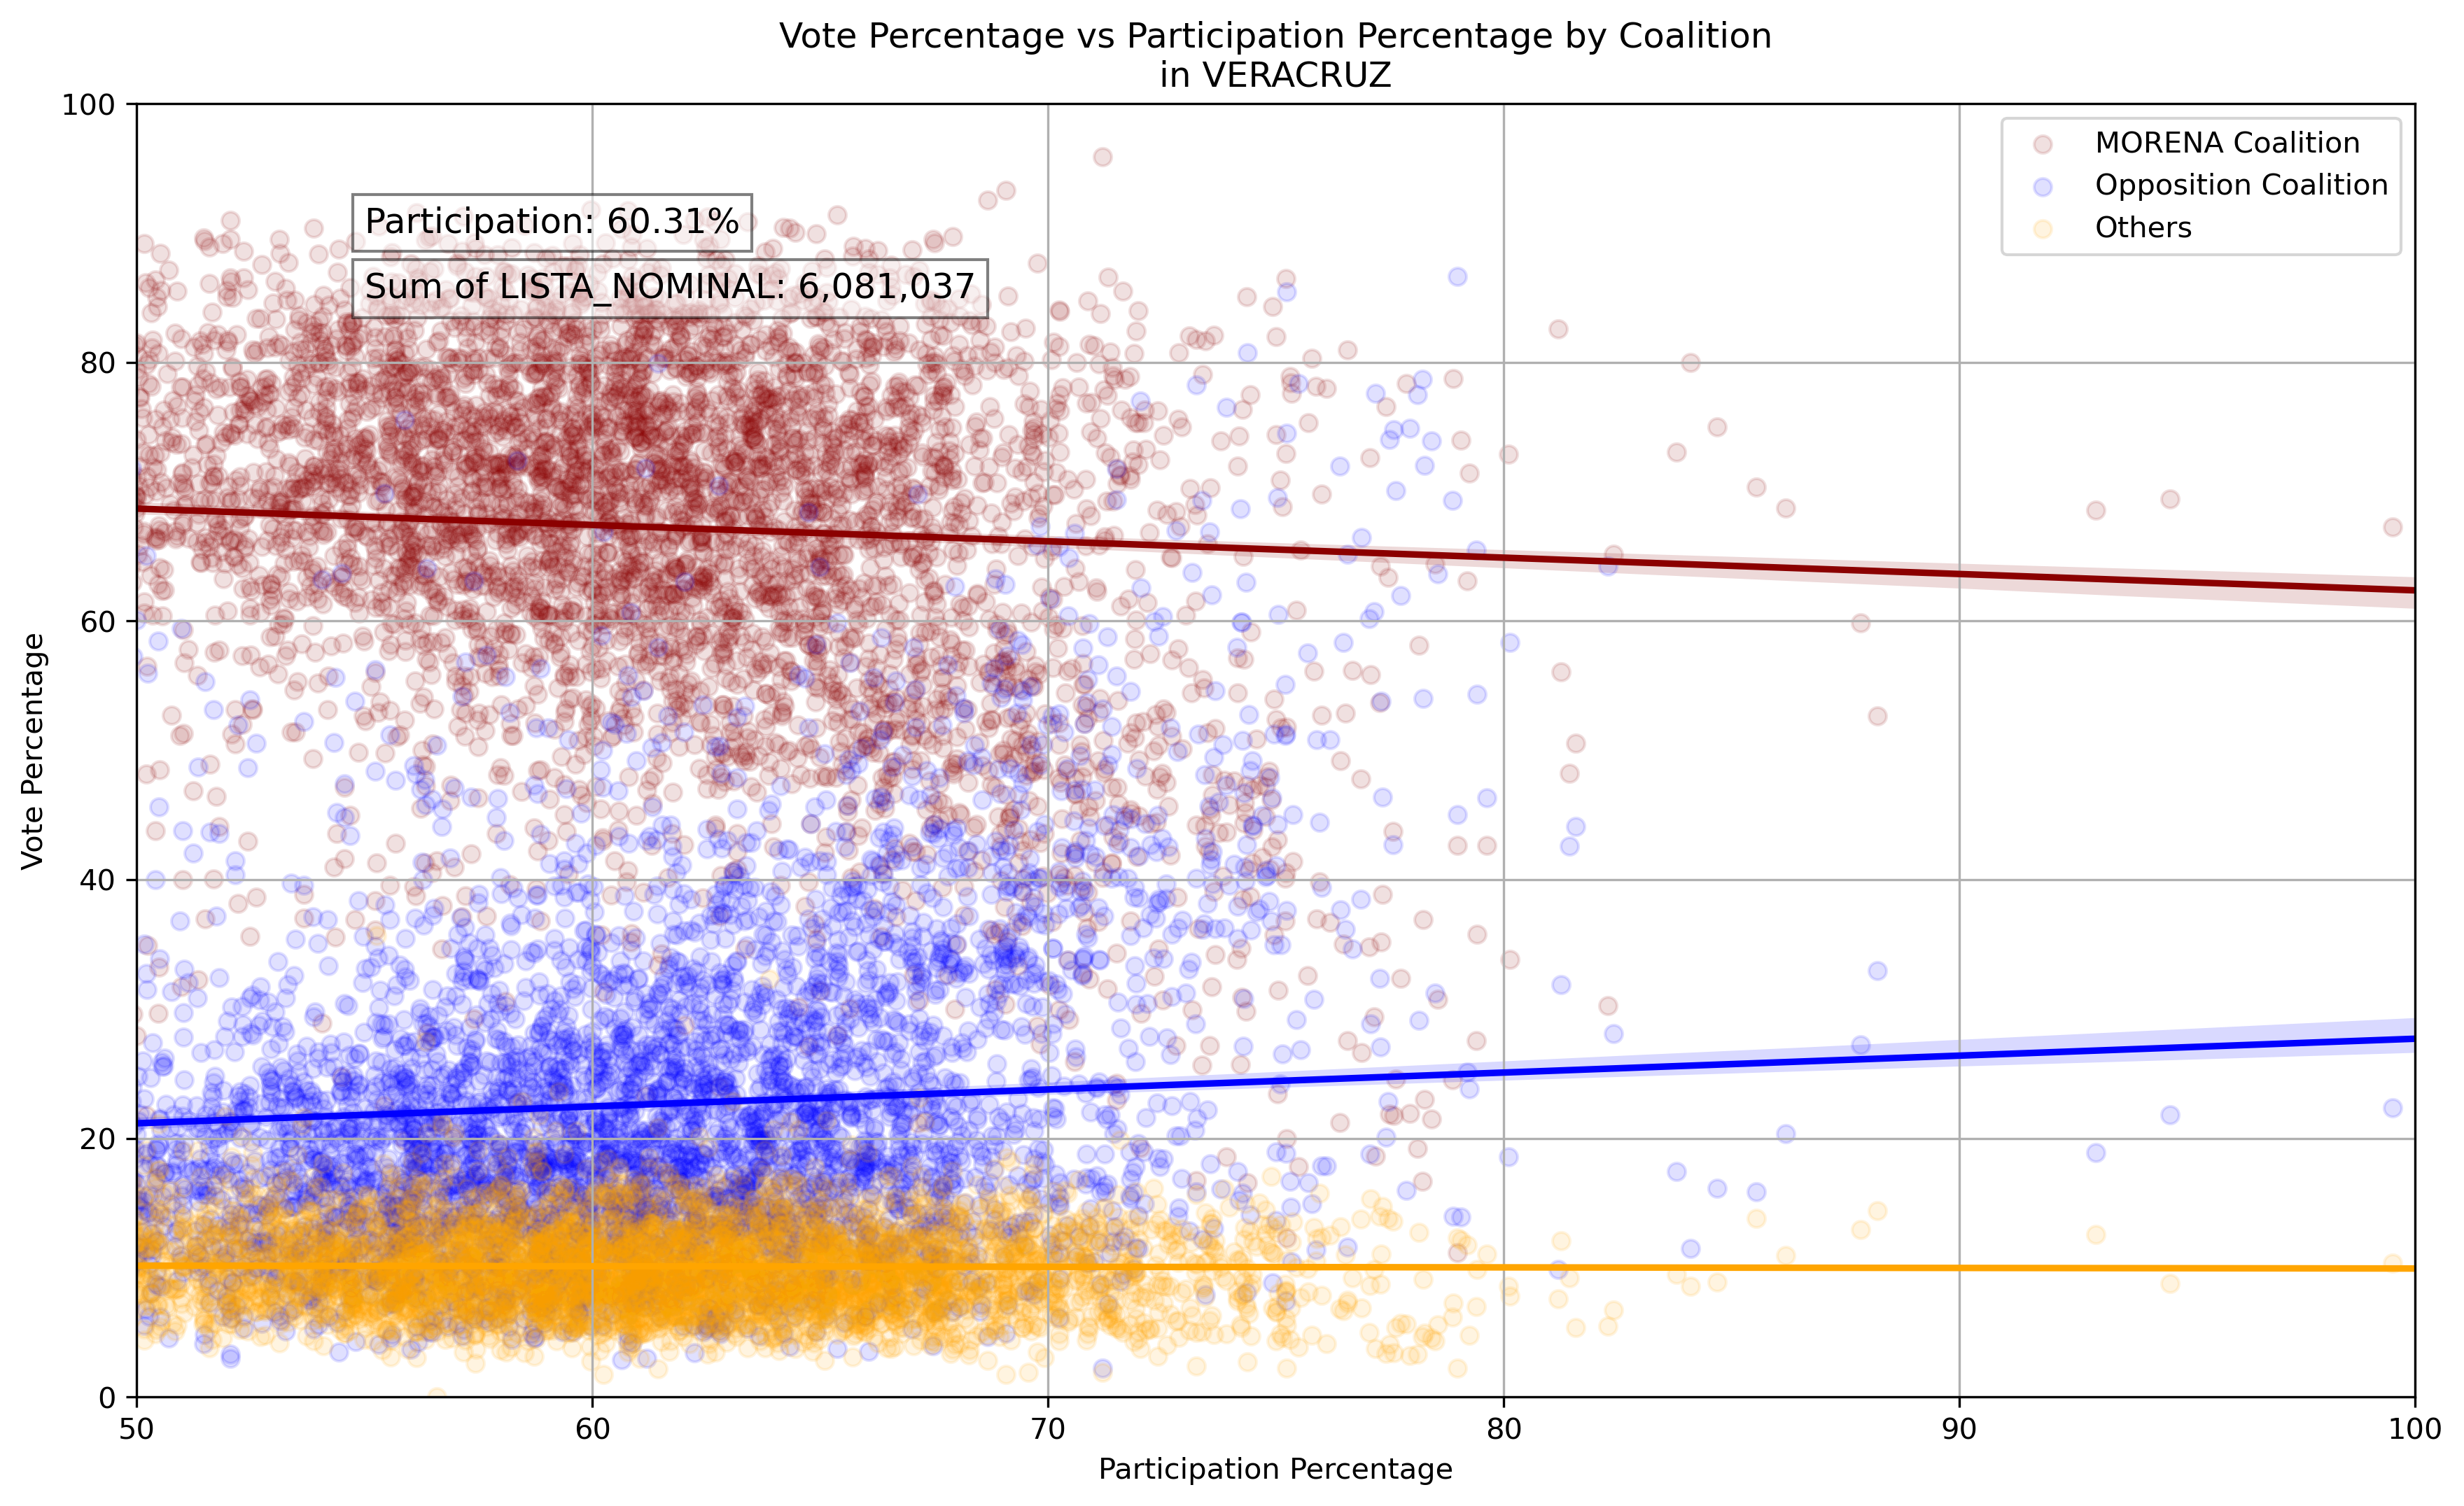 Vote Percentage vs Participation Percentage by Coalition
in VERACRUZ
MORENA Coalition
Opposition Coalition
Others
Participation: 60.31%
Sum of LISTA_NOMINAL: 6,081,037
Vote Percentage
100
80
60
40
20
0
50
60
70
80
90
100
Participation Percentage